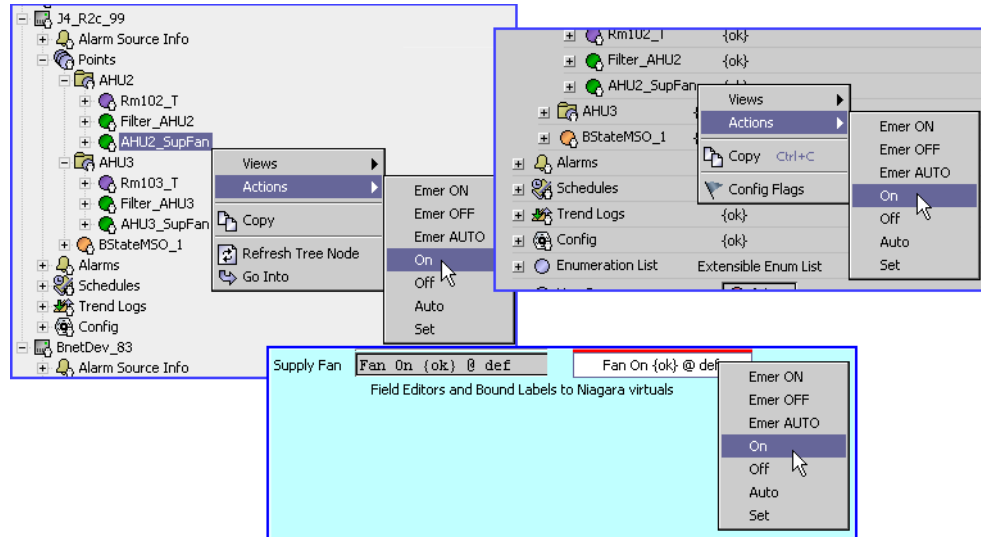 J4_R2c_99
Alarm Source Info
Points
AHU2
Rm102_T
Filter_AHU2
AHU2_SupFan
AHU3
Rm103_T
Filter_AHU3
AHU3_SupFan
BStateMSO_1
Alarms
Schedules
Trend Logs
Config
BnetDev_83
Alarm Source Info
Views
Actions
Copy
Refresh Tree Node
Go Into
Emer ON
Emer OFF
Emer AUTO
On
Off
Auto
Set
Rm102_T {ok}
Filter_AHU2 {ok}
AHU2_SupFan
AHU3
BStateMSO_1
Alarms
Schedules
Trend Logs {ok}
Config {ok}
Enumeration List Extensible Enum List
Views
Actions
Copy Ctrl+C
Config Flags
Emer ON
Emer OFF
Emer AUTO
On
Off
Auto
Set
Supply Fan Fan On {ok} @ def Fan On {ok} @ def
Field Editors and Bound Labels to Niagara virtuals
Emer ON
Emer OFF
Emer AUTO
On
Off
Auto
Set